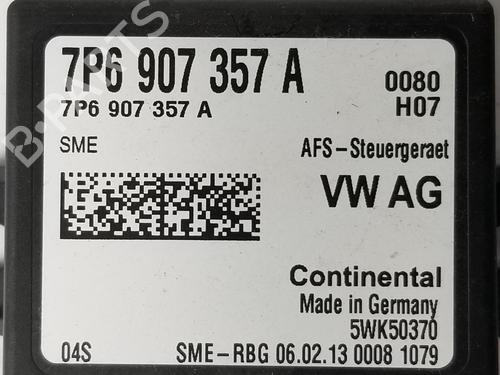 7P6 907 357 A
0080
7P6 907 357 A
H07
SME
AFS-Steuergeraet
VW AG
Continental
Made in Germany
5WK50370
04S
SME-RBG 06.02.13 0008 1079
B-PARTS